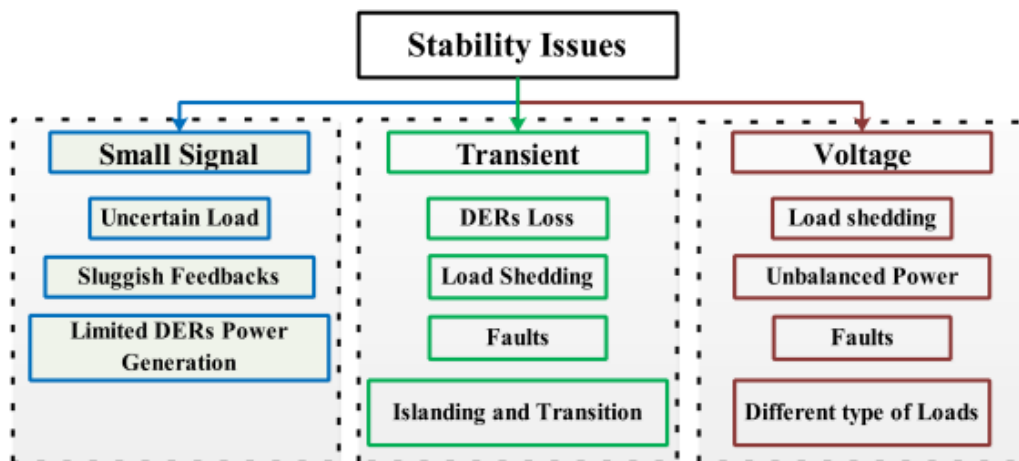 Stability Issues
Small Signal
Uncertain Load
Sluggish Feedbacks
Limited DERs Power
Generation
Transient
DERs Loss
Load Shedding
Faults
Islanding and Transition
Voltage
Load shedding
Unbalanced Power
Faults
Different type of Loads